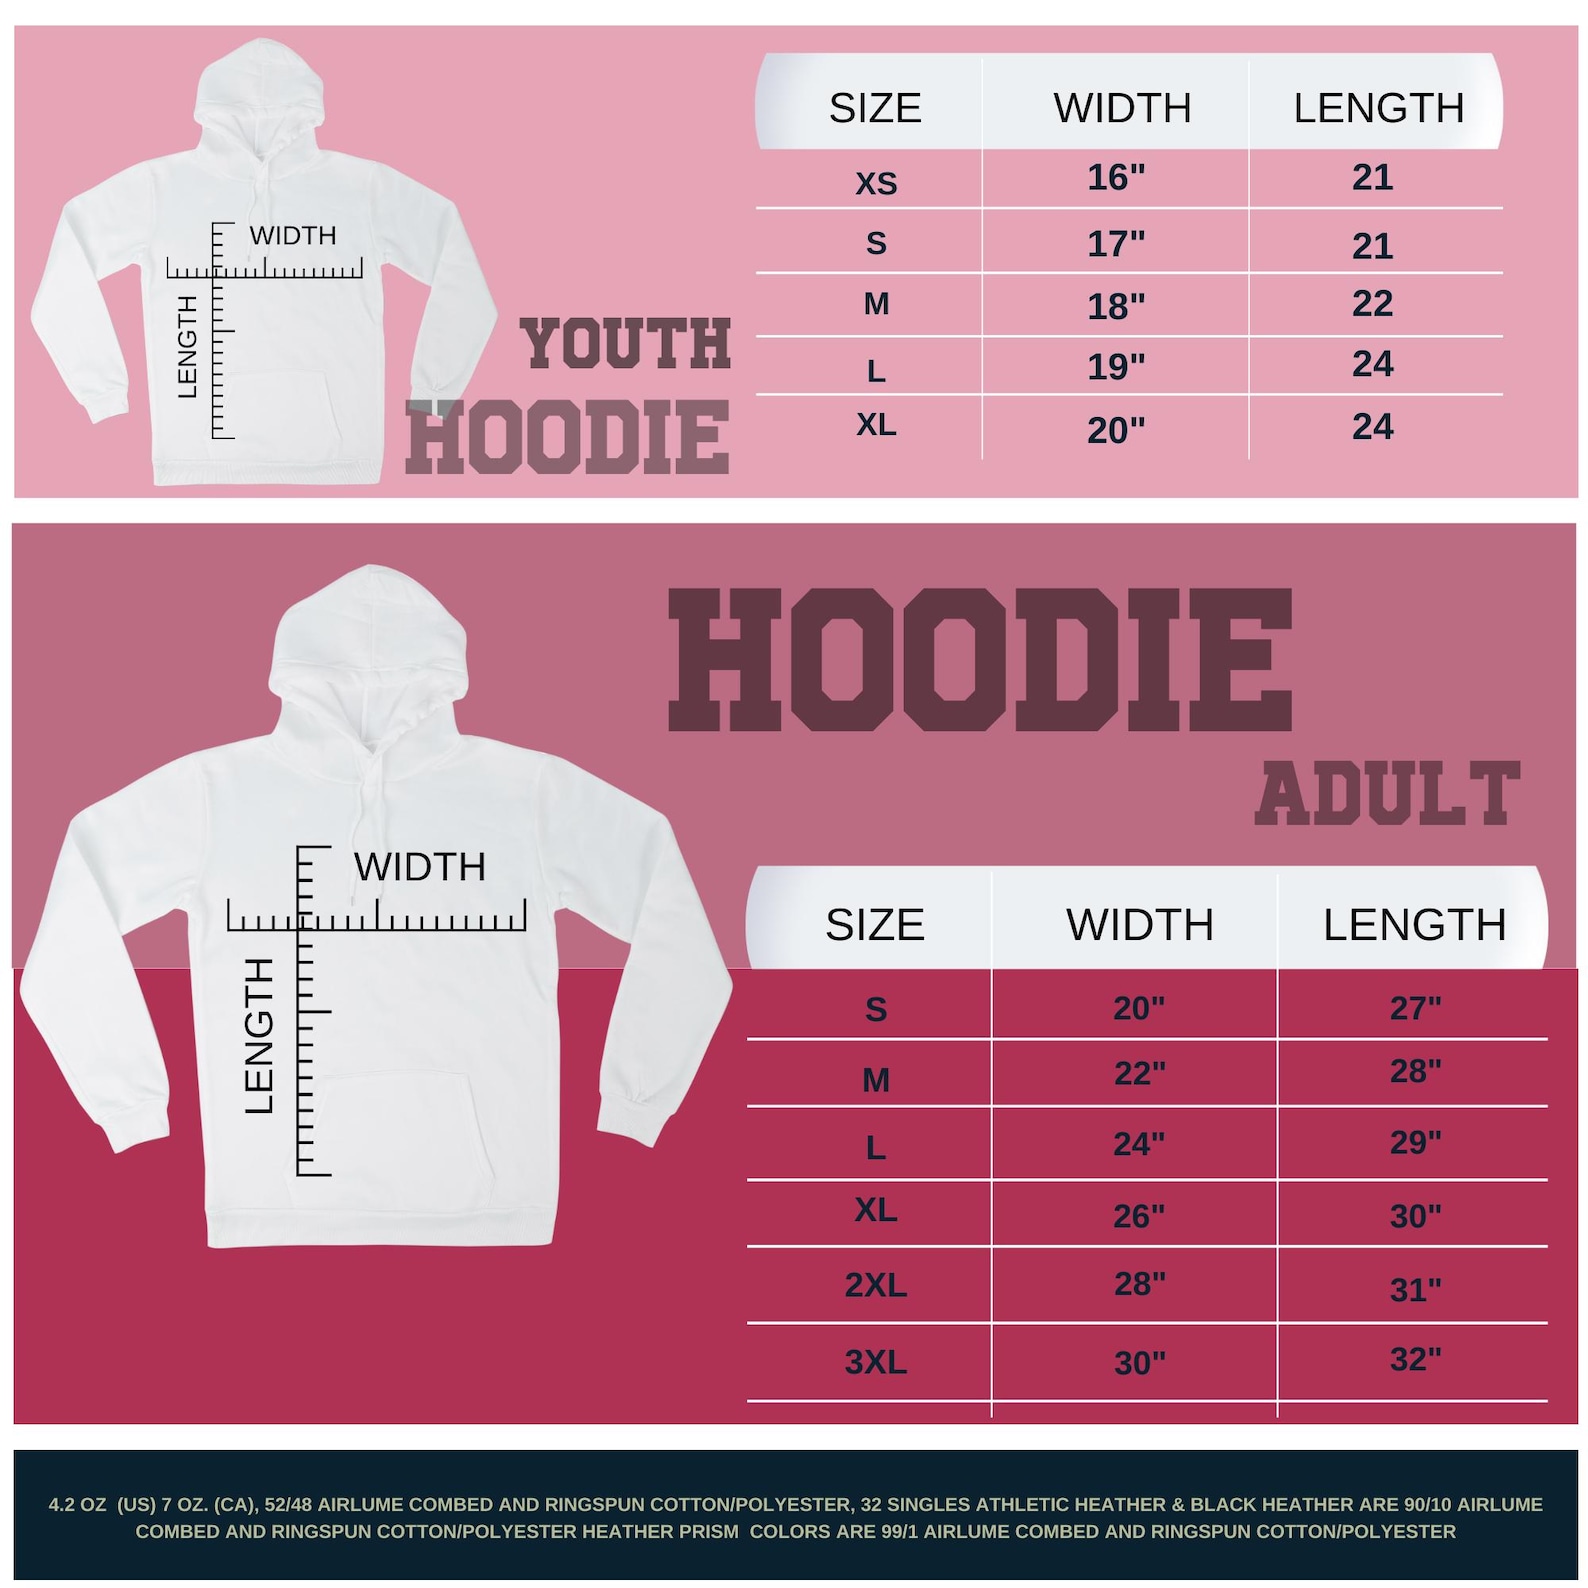 SIZE WIDTH LENGTH
XS 16" 21
S 17" 21
M 18" 22
L 19" 24
XL 20" 24
WIDTH
LENGTH
YOUTH
HOODIE
HOODIE
ADULT
WIDTH
LENGTH
SIZE WIDTH LENGTH
S 20" 27"
M 22" 28"
L 24" 29"
XL 26" 30"
2XL 28" 31"
3XL 30" 32"
4.2 OZ (US) 7 OZ. (CA), 52/48 AIRLUME COMBED AND RINGSPUN COTTON/POLYESTER, 32 SINGLES ATHLETIC HEATHER & BLACK HEATHER ARE 90/10 AIRLUME
COMBED AND RINGSPUN COTTON/POLYESTER HEATHER PRISM COLORS ARE 99/1 AIRLUME COMBED AND RINGSPUN COTTON/POLYESTER